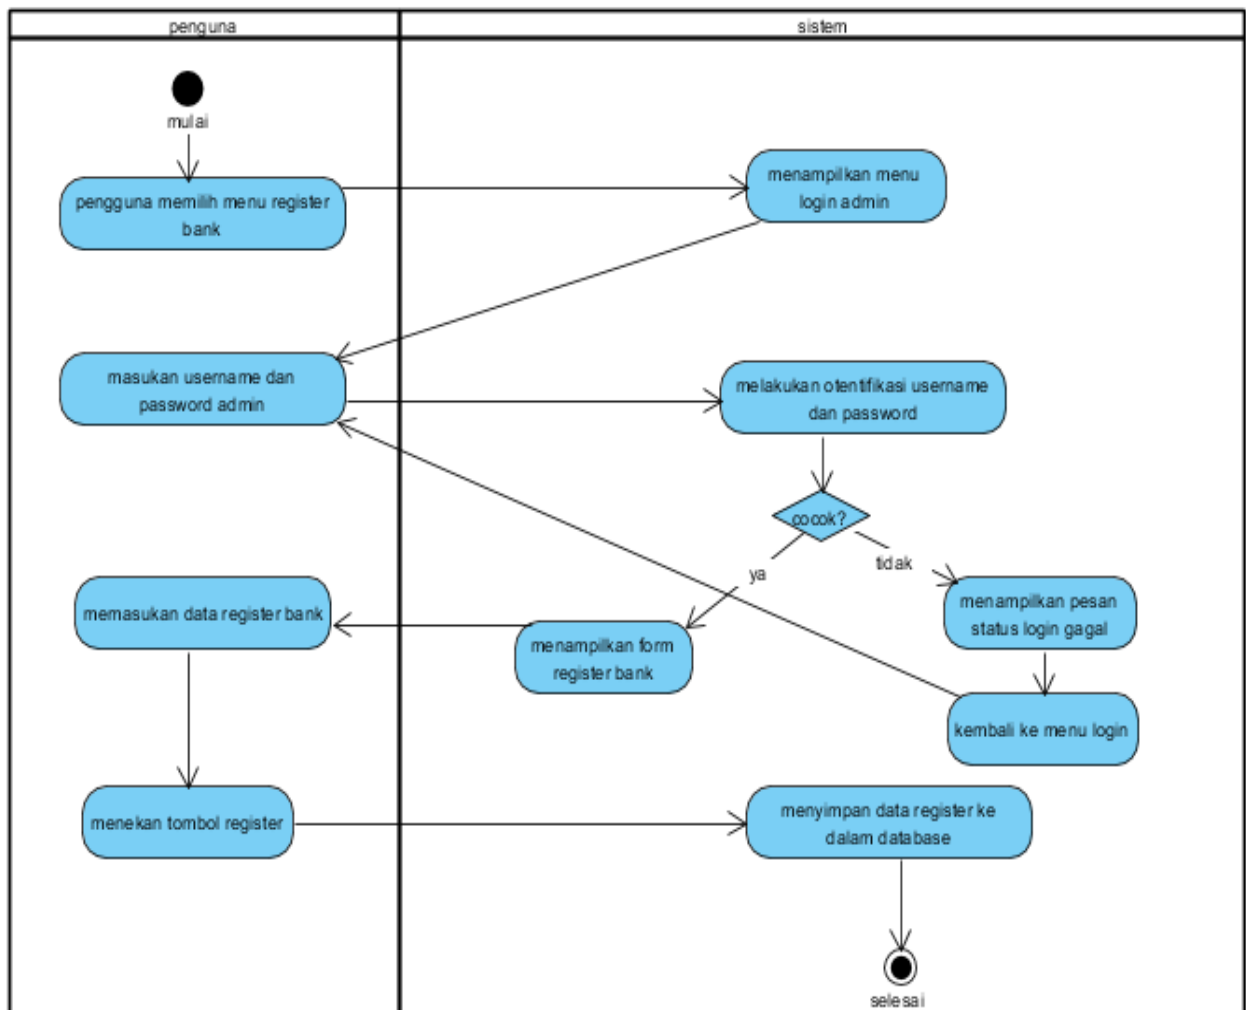 penguna
sistem
mulai
pengguna memilih menu register
bank
menampilkan menu
login admin
masukan username dan
password admin
melakukan otentifikasi username
dan password
cocok?
ya
tidak
memasukan data register bank
menampilkan form
register bank
menampilkan pesan
status login gagal
kembali ke menu login
menekan tombol register
menyimpan data register ke
dalam database
selesai